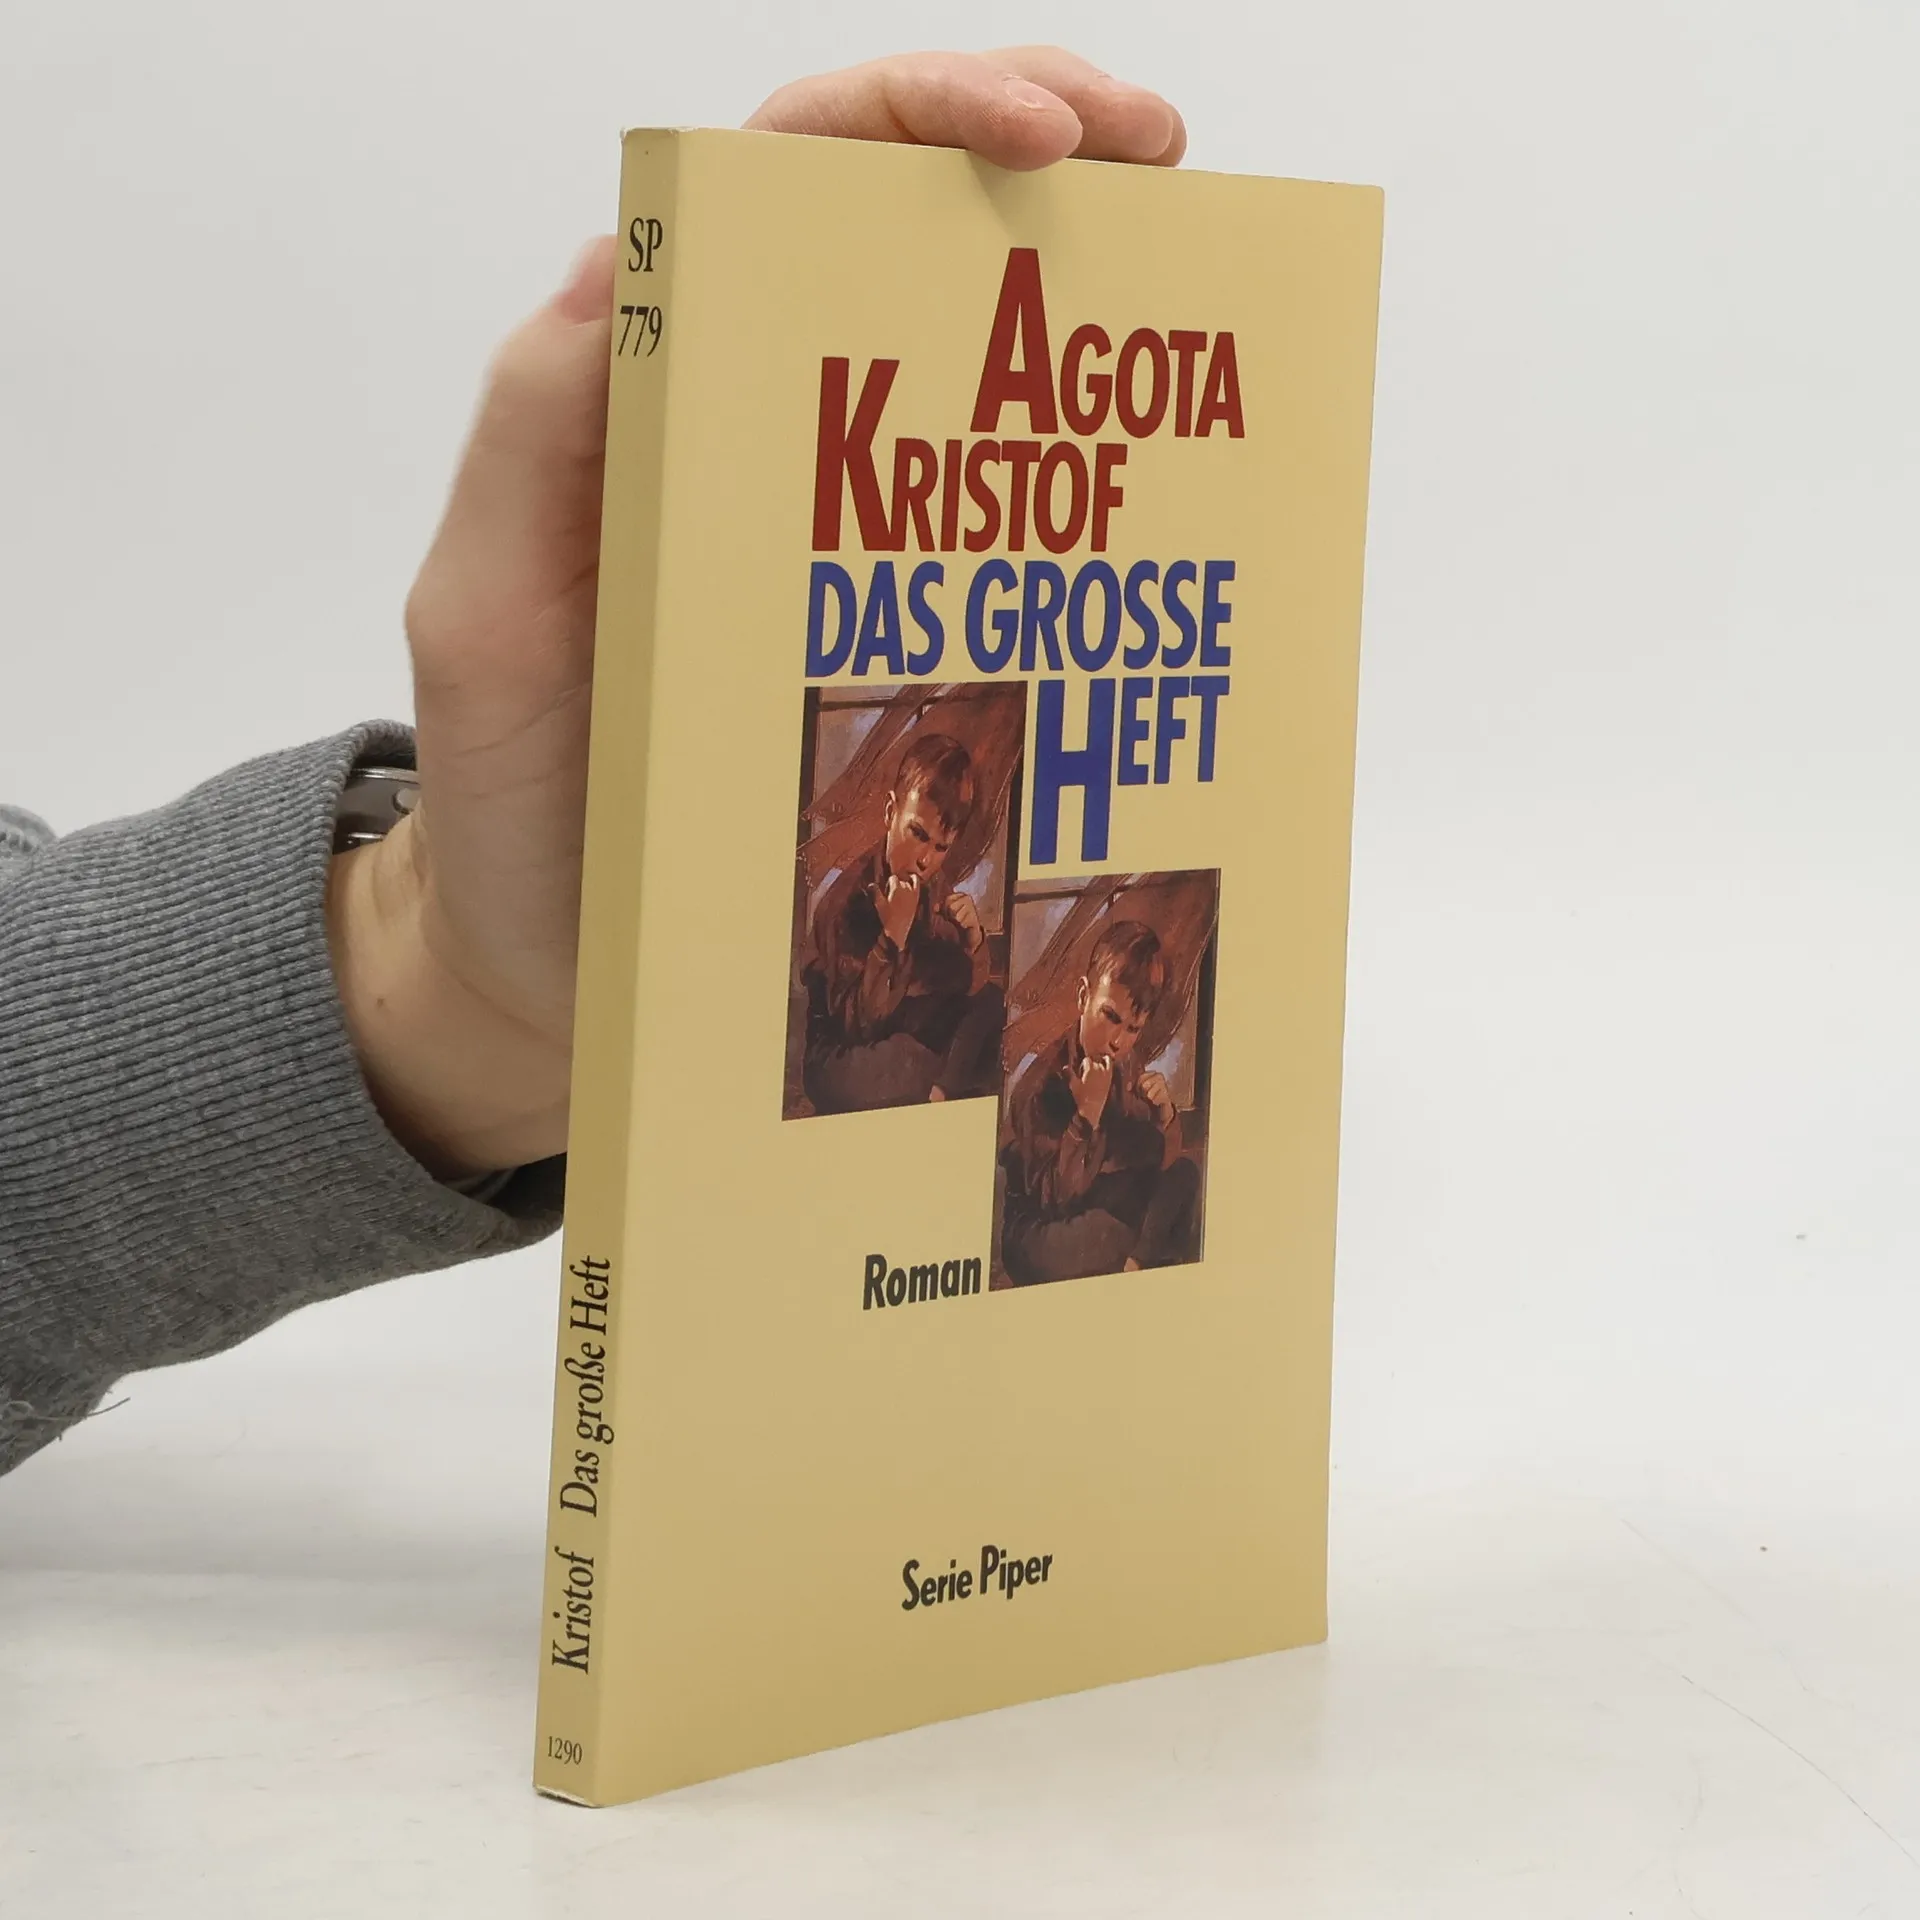 SP
779
Kristof Das große Heft
1290
AGOTA
KRISTOF
DAS GROSSE
HEFT
Roman
Serie Piper